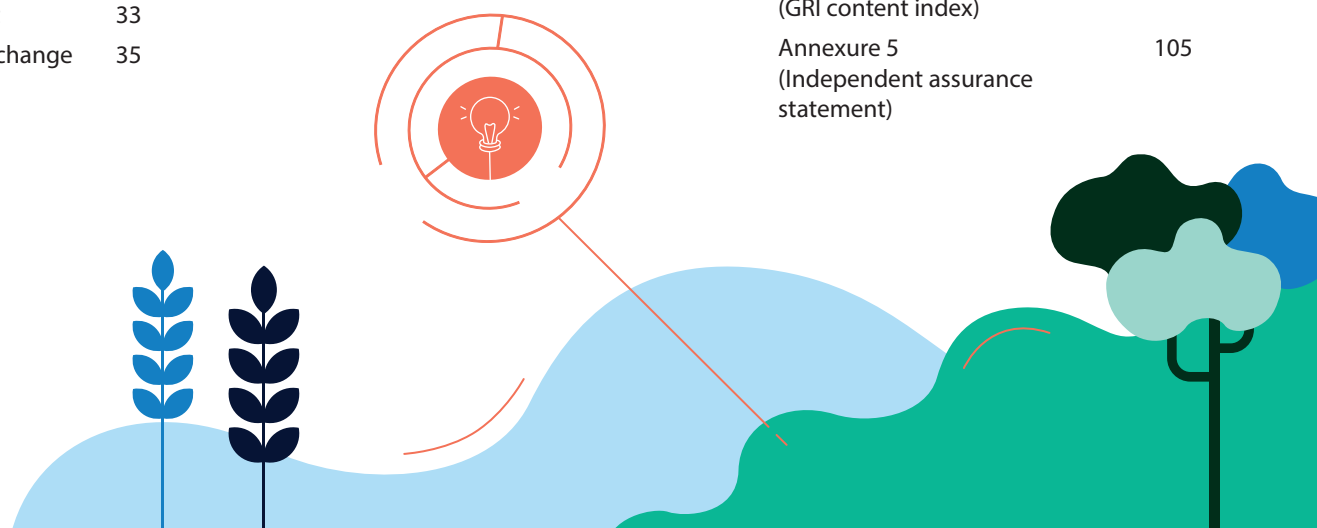 33
change 35
(GRI content index)
Annexure 5 105
(Independent assurance
statement)